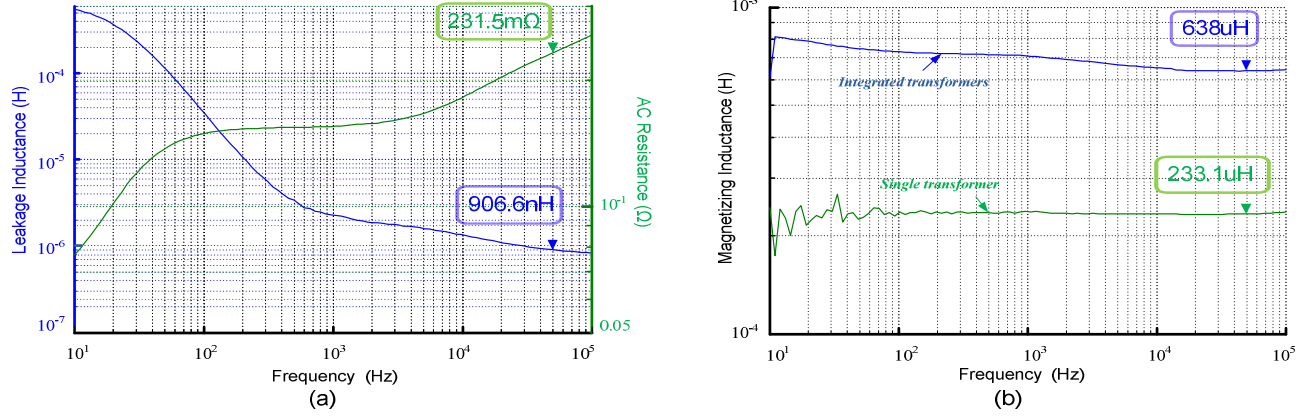 231.5mΩ
906.6nH
10⁻⁴
10⁻⁵
10⁻⁶
10⁻⁷
Leakage Inductance (H)
10⁻¹
0.05
AC Resistance (Ω)
10¹
10²
10³
10⁴
10⁵
Frequency (Hz)
(a)
638uH
Integrated transformers
233.1uH
Single transformer
10⁻³
10⁻⁴
Magnetizing Inductance (H)
10¹
10²
10³
10⁴
10⁵
Frequency (Hz)
(b)